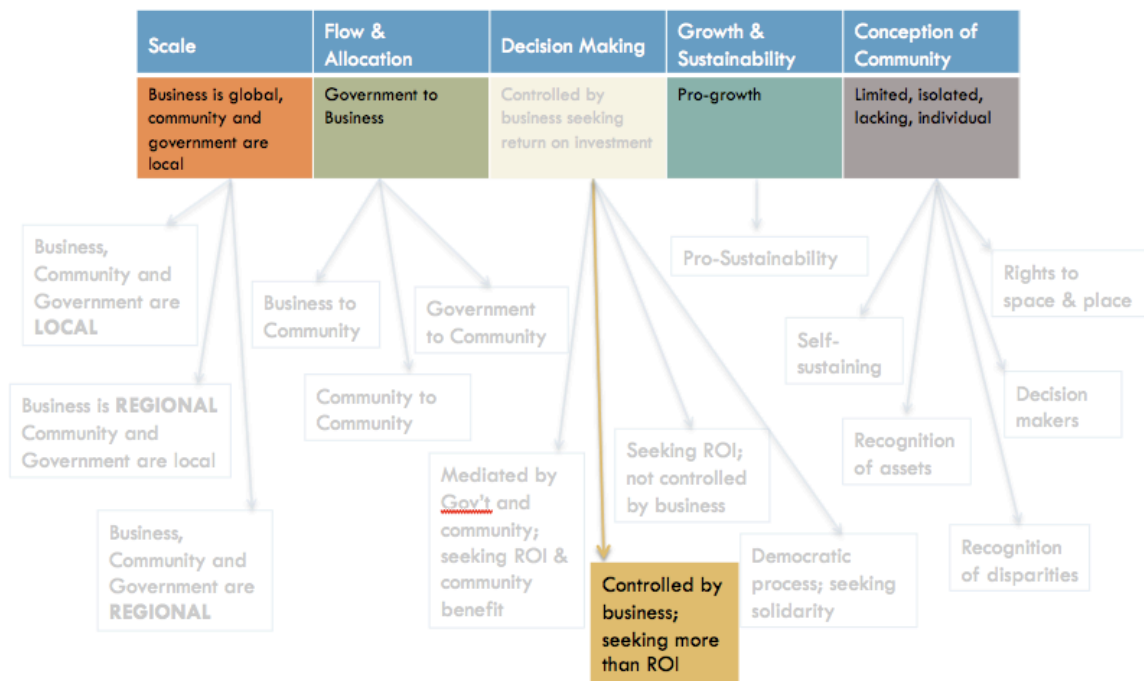 Scale
Flow &
Allocation
Decision Making
Growth &
Sustainability
Conception of
Community
Business is global,
community and
government are
local
Government to
Business
Controlled by
business seeking
return on investment
Pro-growth
Limited, isolated,
lacking, individual
Business,
Community and
Government are
LOCAL
Business is REGIONAL
Community and
Government are local
Business,
Community and
Government are
REGIONAL
Business to
Community
Government
to Community
Community to
Community
Mediated by
Gov't and
community;
seeking ROI &
community
benefit
Controlled by
business;
seeking more
than ROI
Seeking ROI;
not controlled
by business
Democratic
process; seeking
solidarity
Pro-Sustainability
Self-
sustaining
Recognition
of assets
Recognition
of disparities
Decision
makers
Rights to
space & place